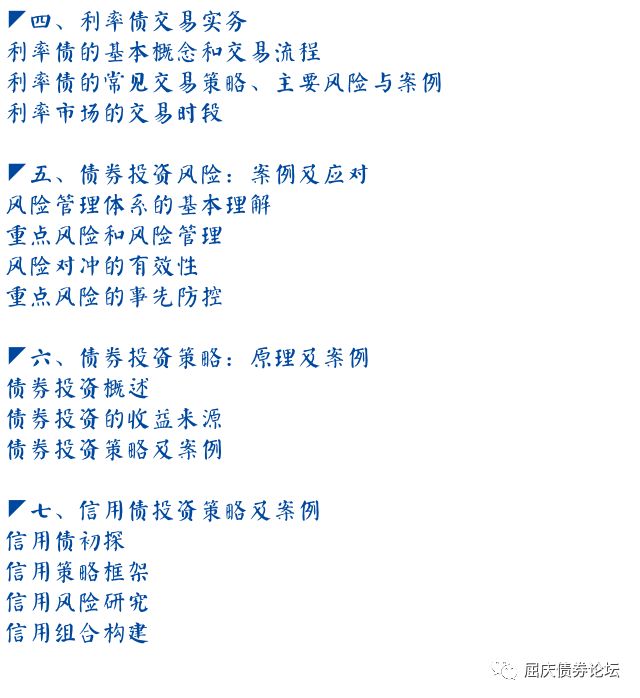 四、利率债交易实务
利率债的基本概念和交易流程
利率债的常见交易策略、主要风险与案例
利率市场的交易时段
五、债券投资风险：案例及应对
风险管理体系的基本理解
重点风险和风险管理
风险对冲的有效性
重点风险的事先防控
六、债券投资策略：原理及案例
债券投资概述
债券投资的收益来源
债券投资策略及案例
七、信用债投资策略及案例
信用债初探
信用策略框架
信用风险研究
信用组合构建
屈庆债券论坛